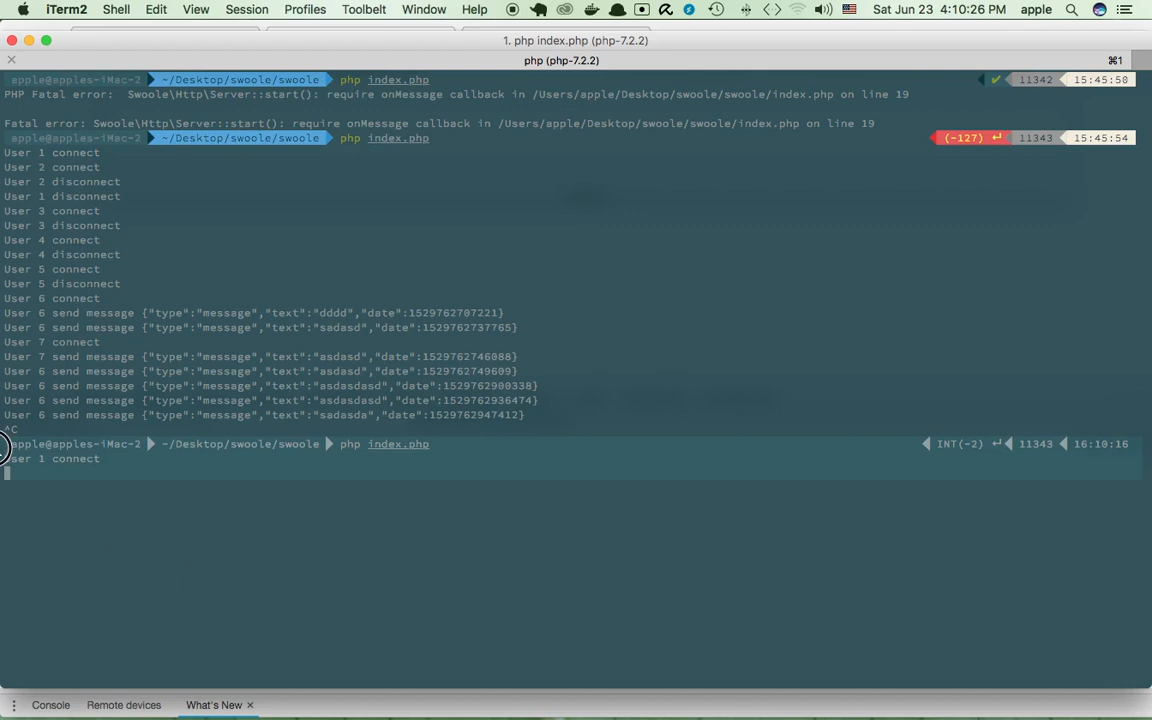 iTerm2 Shell Edit View Session Profiles Toolbelt Window Help Sat Jun 23 4:10:26 PM apple
1. php index.php (php-7.2.2)
php (php-7.2.2) ⌘1
apple@apples-iMac-2 ~/Desktop/swoole/swoole php index.php ✔ 11342 15:45:50
PHP Fatal error:  Swoole\Http\Server::start(): require onMessage callback in /Users/apple/Desktop/swoole/swoole/index.php on line 19
Fatal error: Swoole\Http\Server::start(): require onMessage callback in /Users/apple/Desktop/swoole/swoole/index.php on line 19
apple@apples-iMac-2 ~/Desktop/swoole/swoole php index.php (-127) ↵ 11343 15:45:54
User 1 connect
User 2 connect
User 2 disconnect
User 1 disconnect
User 3 connect
User 3 disconnect
User 4 connect
User 4 disconnect
User 5 connect
User 5 disconnect
User 6 connect
User 6 send message {"type":"message","text":"dddd","date":1529762707221}
User 6 send message {"type":"message","text":"sadasd","date":1529762737765}
User 7 connect
User 7 send message {"type":"message","text":"asdasd","date":1529762746088}
User 6 send message {"type":"message","text":"asdasd","date":1529762749609}
User 6 send message {"type":"message","text":"asdasdasd","date":1529762900338}
User 6 send message {"type":"message","text":"asdasdasd","date":1529762936474}
User 6 send message {"type":"message","text":"sadasda","date":1529762947412}
^C
apple@apples-iMac-2 ~/Desktop/swoole/swoole php index.php INT(-2) ↵ 11343 16:10:16
User 1 connect
Console Remote devices What's New ×